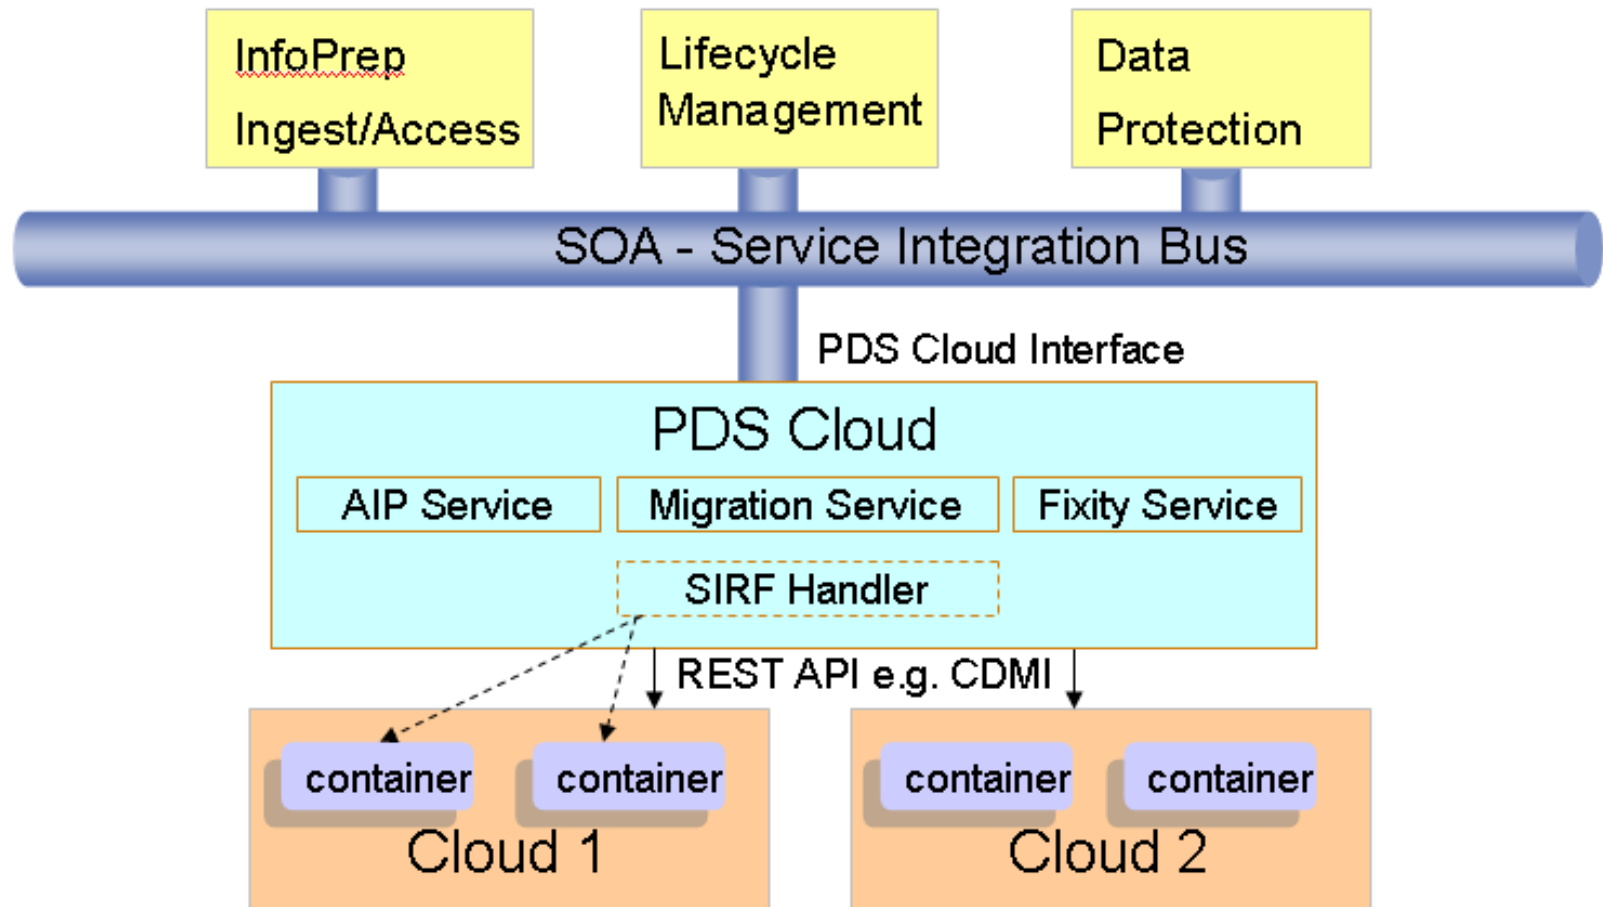 InfoPrep
Ingest/Access
Lifecycle
Management
Data
Protection
SOA - Service Integration Bus
PDS Cloud Interface
PDS Cloud
AIP Service
Migration Service
Fixity Service
SIRF Handler
REST API e.g. CDMI
container
container
container
container
Cloud 1
Cloud 2